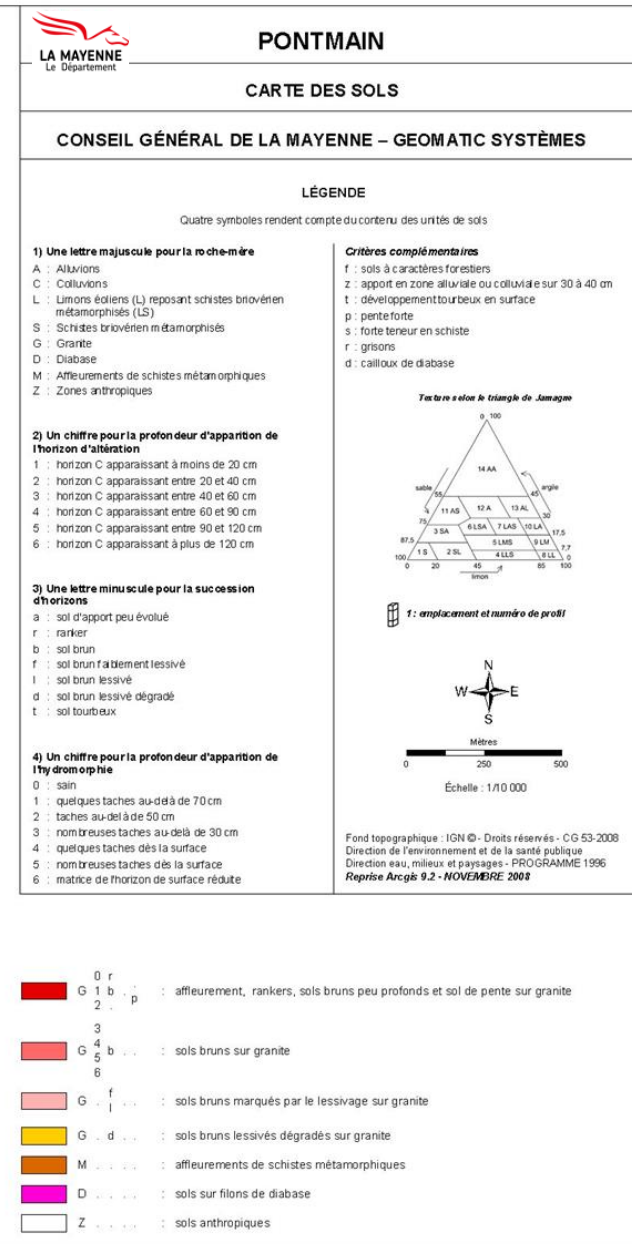 LA MAYENNE
Le Département
PONTMAIN
CARTE DES SOLS
CONSEIL GÉNÉRAL DE LA MAYENNE – GEOMATIC SYSTÈMES
LÉGENDE
Quatre symboles rendent compte du contenu des unités de sols
1) Une lettre majuscule pour la roche-mère
A : Alluvions
C : Colluvions
L : Limons éoliens (L) reposant schistes briovérien
métamorphisés (LS)
S : Schistes briovérien métamorphisés
G : Granite
D : Diabase
M : Affleurements de schistes métamorphiques
Z : Zones anthropiques
2) Un chiffre pour la profondeur d'apparition de
l'horizon d'altération
1 : horizon C apparaissant à moins de 20 cm
2 : horizon C apparaissant entre 20 et 40 cm
3 : horizon C apparaissant entre 40 et 60 cm
4 : horizon C apparaissant entre 60 et 90 cm
5 : horizon C apparaissant entre 90 et 120 cm
6 : horizon C apparaissant à plus de 120 cm
3) Une lettre minuscule pour la succession
d'horizons
a : sol d'apport peu évolué
r : ranker
b : sol brun
f : sol brun faiblement lessivé
l : sol brun lessivé
d : sol brun lessivé dégradé
t : sol tourbeux
4) Un chiffre pour la profondeur d'apparition de
l'hydromorphie
0 : sain
1 : quelques taches au-delà de 70 cm
2 : taches au-delà de 50 cm
3 : nombreuses taches au-delà de 30 cm
4 : quelques taches dès la surface
5 : nombreuses taches dès la surface
6 : matrice de l'horizon de surface réduite
Critères complémentaires
f : sols à caractères forestiers
z : apport en zone alluviale ou colluviale sur 30 à 40 cm
t : développement tourbeux en surface
p : pente forte
s : forte teneur en schiste
r : grisons
d : cailloux de diabase
Texture selon le triangle de Jamagne
0 100
14 AA
sable argile
55 45
11 AS 12 A 13 AL
75 30
3 SA 6 LSA 7 LAS 10 LA
17,5
87,5 5 LMS 9 LM
7,7
1 S 2 SL 4 LLS 8 LL
100 0
0 20 45 85 100
limon
1 : emplacement et numéro de profil
N
W E
S
Mètres
0 250 500
Échelle : 1/10 000
Fond topographique : IGN © - Droits réservés - CG 53-2008
Direction de l'environnement et de la santé publique
Direction eau, milieux et paysages - PROGRAMME 1996
Reprise Arcgis 9.2 - NOVEMBRE 2008
0 r
G 1 b . . : affleurement, rankers, sols bruns peu profonds et sol de pente sur granite
2 . p
3
4
G 5 b . . : sols bruns sur granite
6
f
G . l . . : sols bruns marqués par le lessivage sur granite
G . d . . : sols bruns lessivés dégradés sur granite
M . . . . : affleurements de schistes métamorphiques
D . . . . : sols sur filons de diabase
Z . . . . : sols anthropiques